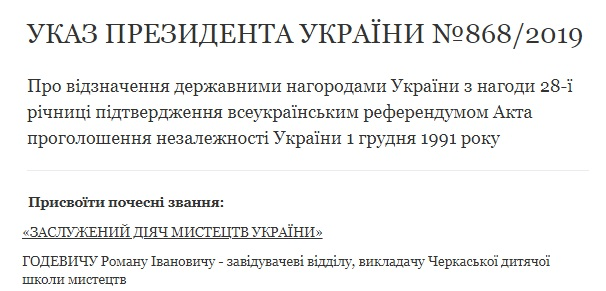 УКАЗ ПРЕЗИДЕНТА УКРАЇНИ №868/2019
Про відзначення державними нагородами України з нагоди 28-ї
річниці підтвердження всеукраїнським референдумом Акта
проголошення незалежності України 1 грудня 1991 року
Присвоїти почесні звання:
«ЗАСЛУЖЕНИЙ ДІЯЧ МИСТЕЦТВ УКРАЇНИ»
ГОДЕВИЧУ Роману Івановичу - завідувачеві відділу, викладачу Черкаської дитячої
школи мистецтв